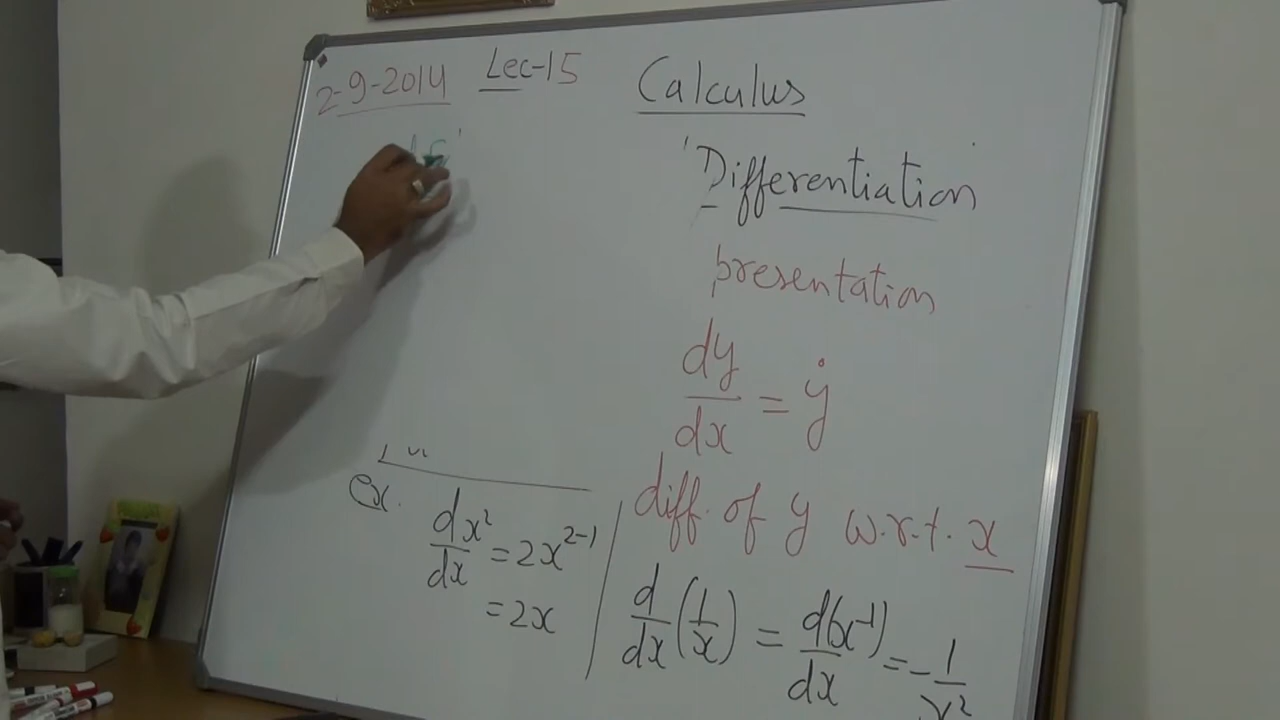 2-9-2014 Lec-15 Calculus
'Differentiation
presentation
dy/dx = ẏ
diff. of y w.r.t. x
Ex. dx²/dx = 2x²⁻¹
= 2x
d/dx (1/x) = d(x⁻¹)/dx = -1/x²